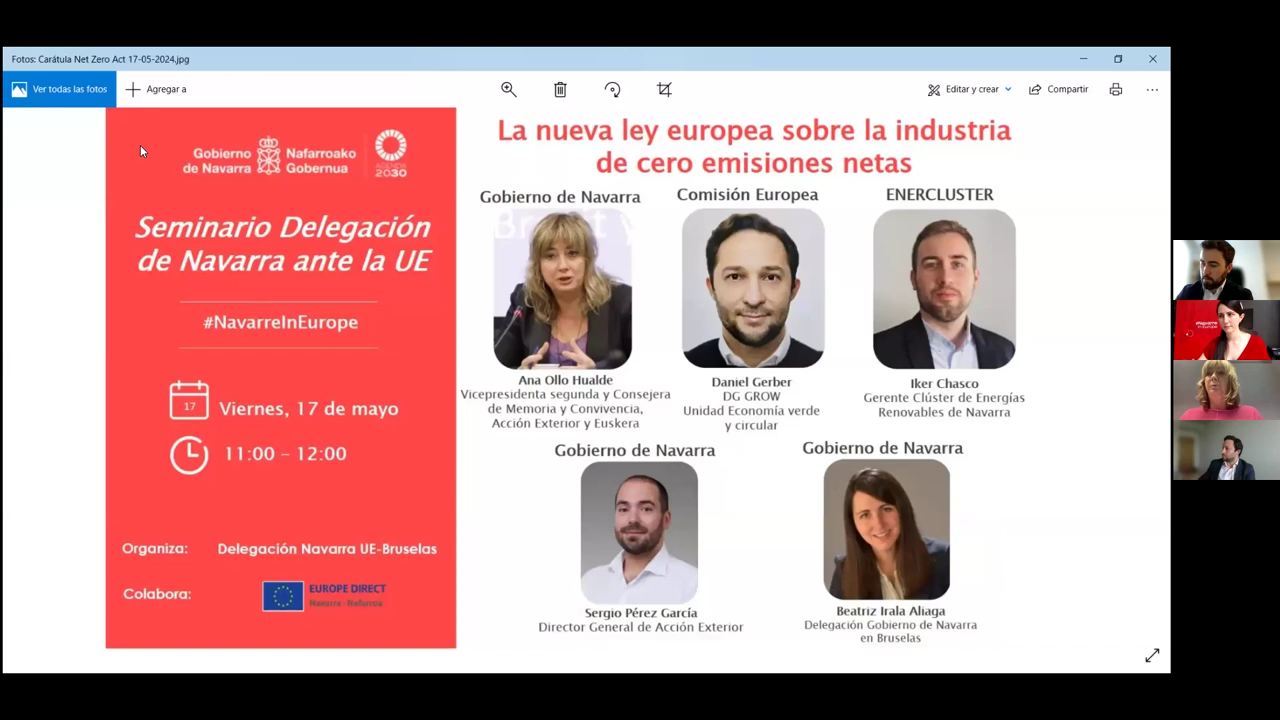 Fotos: Carátula Net Zero Act 17-05-2024.jpg
Ver todas las fotos
Agregar a
Editar y crear
Compartir
Gobierno de Navarra
Nafarroako Gobernua
AGENDA 2030
Seminario Delegación
de Navarra ante la UE
#NavarreInEurope
17
Viernes, 17 de mayo
11:00 – 12:00
Organiza: Delegación Navarra UE-Bruselas
Colabora: EUROPE DIRECT
Navarra - Nafarroa
La nueva ley europea sobre la industria
de cero emisiones netas
Gobierno de Navarra
Ana Ollo Hualde
Vicepresidenta segunda y Consejera
de Memoria y Convivencia,
Acción Exterior y Euskera
Comisión Europea
Daniel Gerber
DG GROW
Unidad Economía verde
y circular
ENERCLUSTER
Iker Chasco
Gerente Clúster de Energías
Renovables de Navarra
Gobierno de Navarra
Sergio Pérez García
Director General de Acción Exterior
Gobierno de Navarra
Beatriz Irala Aliaga
Delegación Gobierno de Navarra
en Bruselas